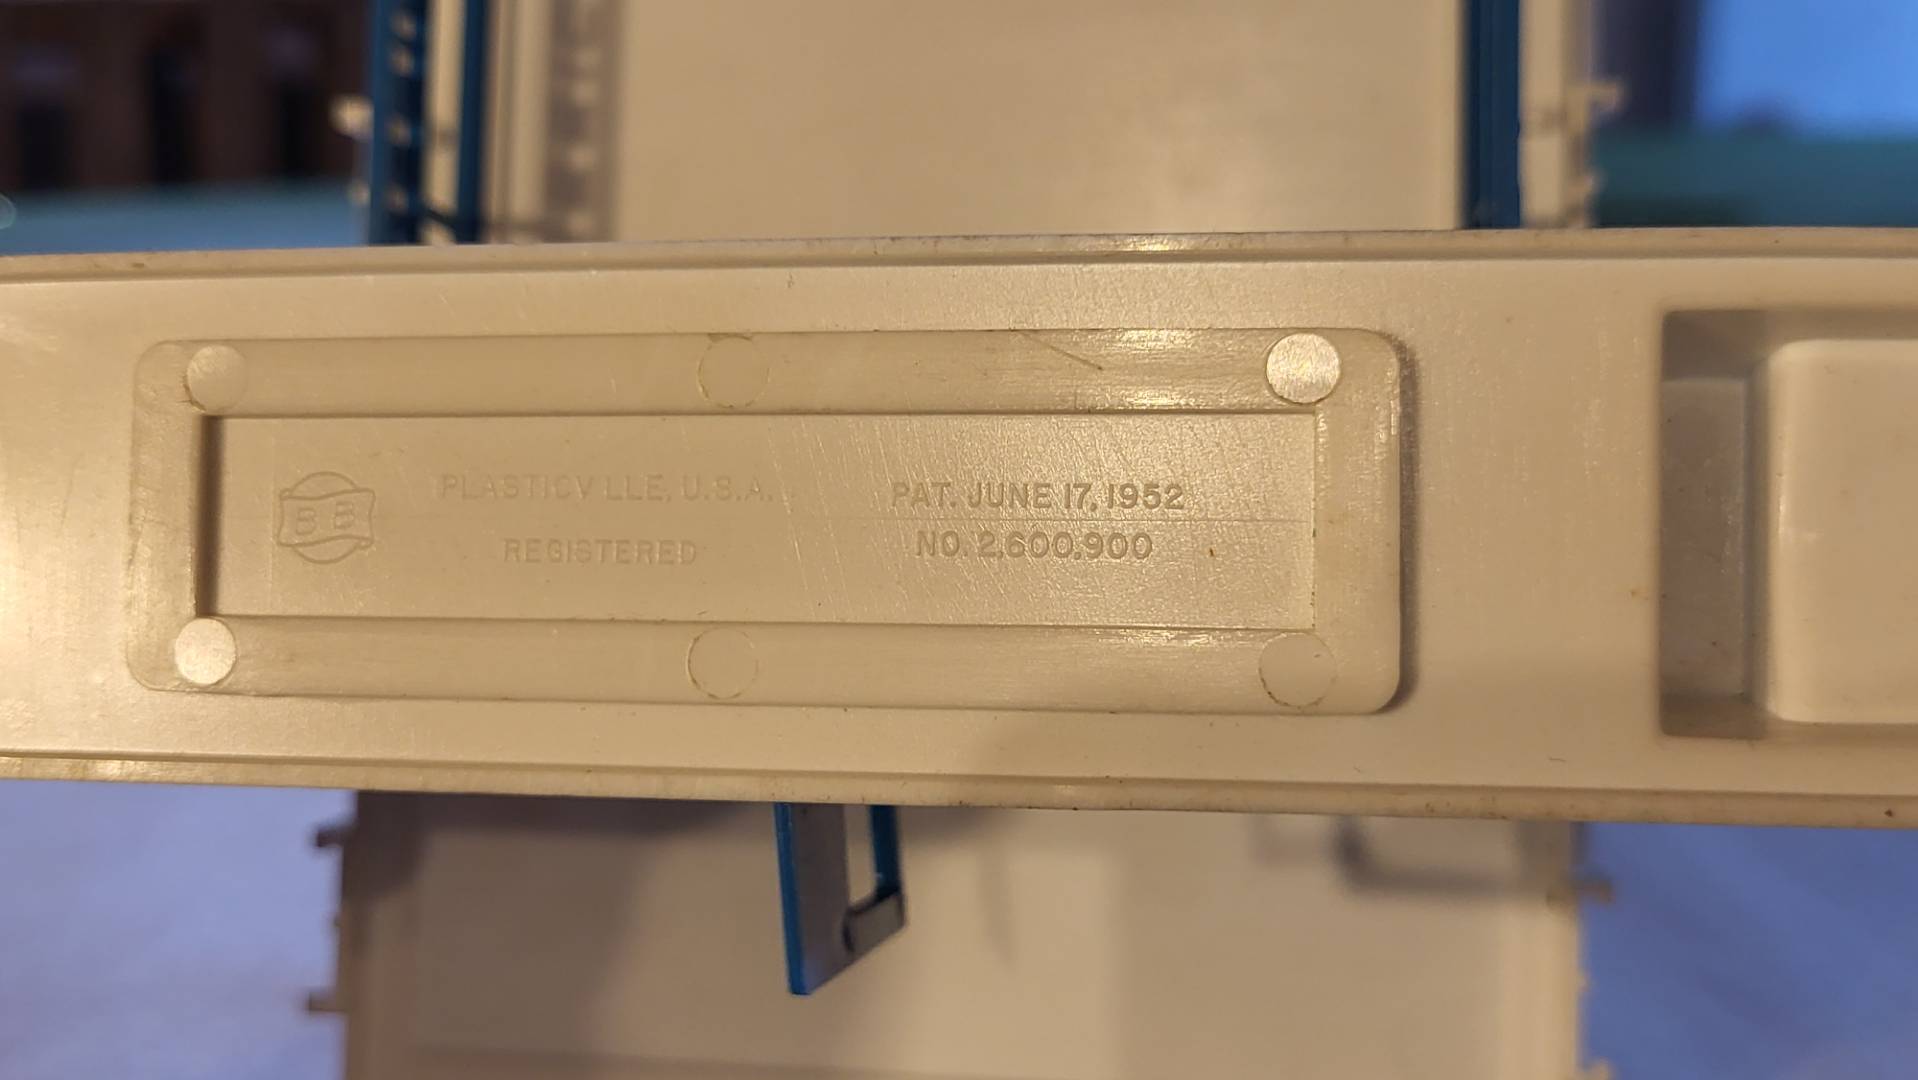 BB
PLASTICV LLE, U.S.A.
REGISTERED
PAT. JUNE 17, 1952
NO. 2,600,900